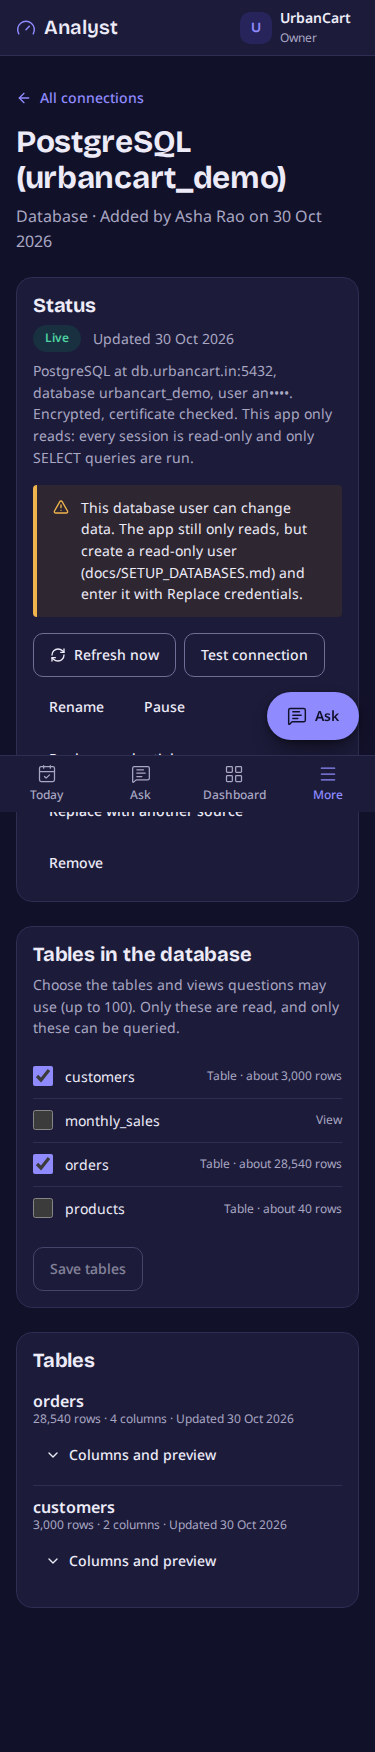 Analyst
U
UrbanCart
Owner
All connections
PostgreSQL
(urbancart_demo)
Database · Added by Asha Rao on 30 Oct
2026
Status
Live
Updated 30 Oct 2026
PostgreSQL at db.urbancart.in:5432,
database urbancart_demo, user an••••.
Encrypted, certificate checked. This app only
reads: every session is read-only and only
SELECT queries are run.
This database user can change
data. The app still only reads, but
create a read-only user
(docs/SETUP_DATABASES.md) and
enter it with Replace credentials.
Refresh now
Test connection
Rename
Pause
Ask
Today
Ask
Dashboard
More
Replace with another source
Remove
Tables in the database
Choose the tables and views questions may
use (up to 100). Only these are read, and only
these can be queried.
customers
Table · about 3,000 rows
monthly_sales
View
orders
Table · about 28,540 rows
products
Table · about 40 rows
Save tables
Tables
orders
28,540 rows · 4 columns · Updated 30 Oct 2026
Columns and preview
customers
3,000 rows · 2 columns · Updated 30 Oct 2026
Columns and preview